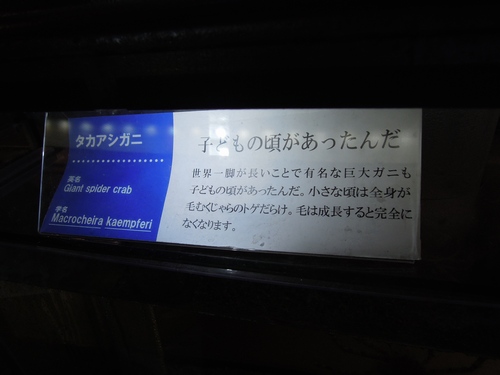 タカアシガニ
英名
Giant spider crab
学名
Macrocheira kaempferi
子どもの頃があったんだ
世界一脚が長いことで有名な巨大ガニも
子どもの頃があったんだ。小さな頃は全身が
毛むくじゃらのトゲだらけ。毛は成長すると完全に
なくなります。